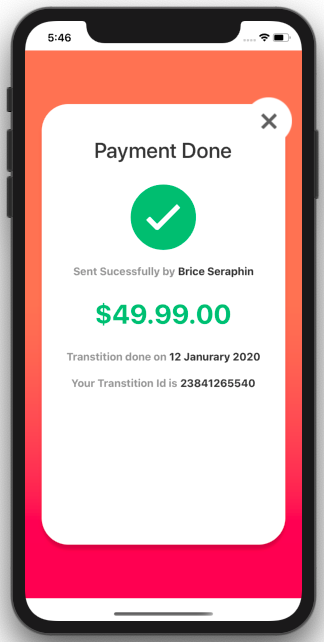 5:46
Payment Done
Sent Sucessfully by Brice Seraphin
$49.99.00
Transtition done on 12 Janurary 2020
Your Transtition Id is 23841265540